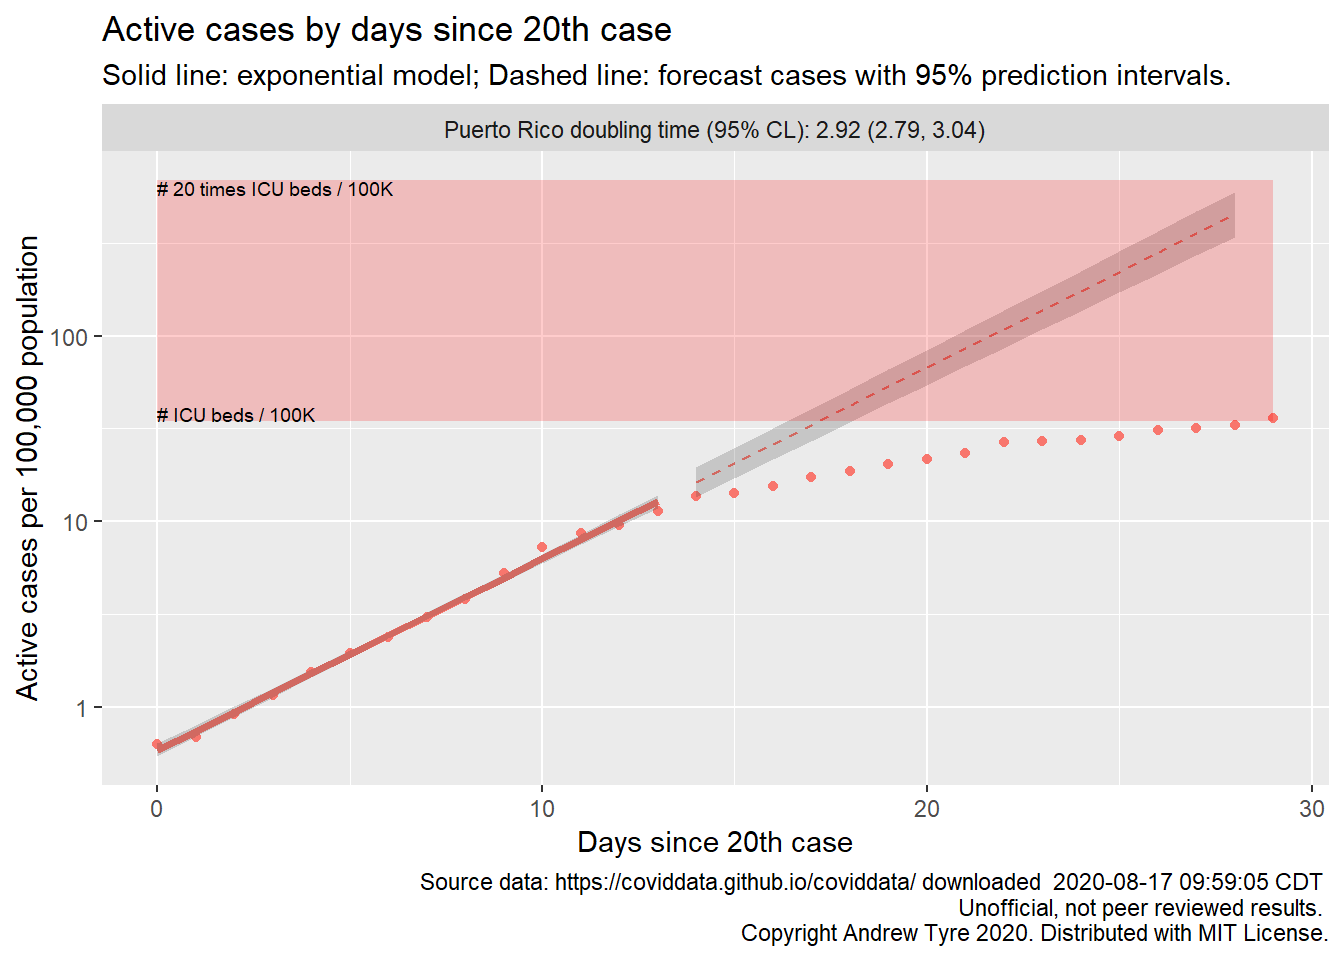 Active cases by days since 20th case
Solid line: exponential model; Dashed line: forecast cases with 95% prediction intervals.
Puerto Rico doubling time (95% CL): 2.92 (2.79, 3.04)
# 20 times ICU beds / 100K
# ICU beds / 100K
Active cases per 100,000 population
100
10
1
0
10
20
30
Days since 20th case
Source data: https://coviddata.github.io/coviddata/ downloaded  2020-08-17 09:59:05 CDT
Unofficial, not peer reviewed results.
Copyright Andrew Tyre 2020. Distributed with MIT License.